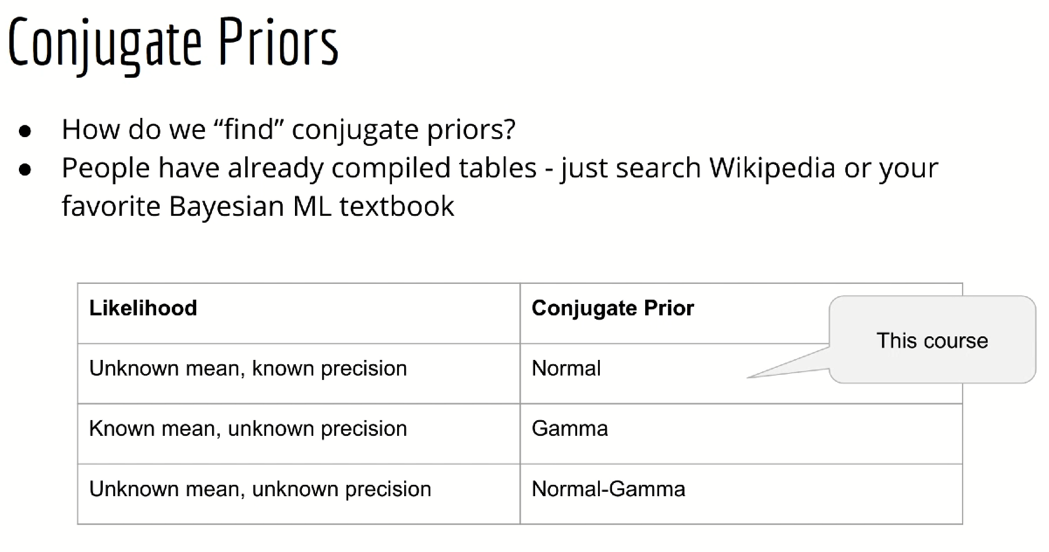 Conjugate Priors
● How do we “find” conjugate priors?
● People have already compiled tables - just search Wikipedia or your
favorite Bayesian ML textbook
Likelihood Conjugate Prior
This course
Unknown mean, known precision Normal
Known mean, unknown precision Gamma
Unknown mean, unknown precision Normal-Gamma